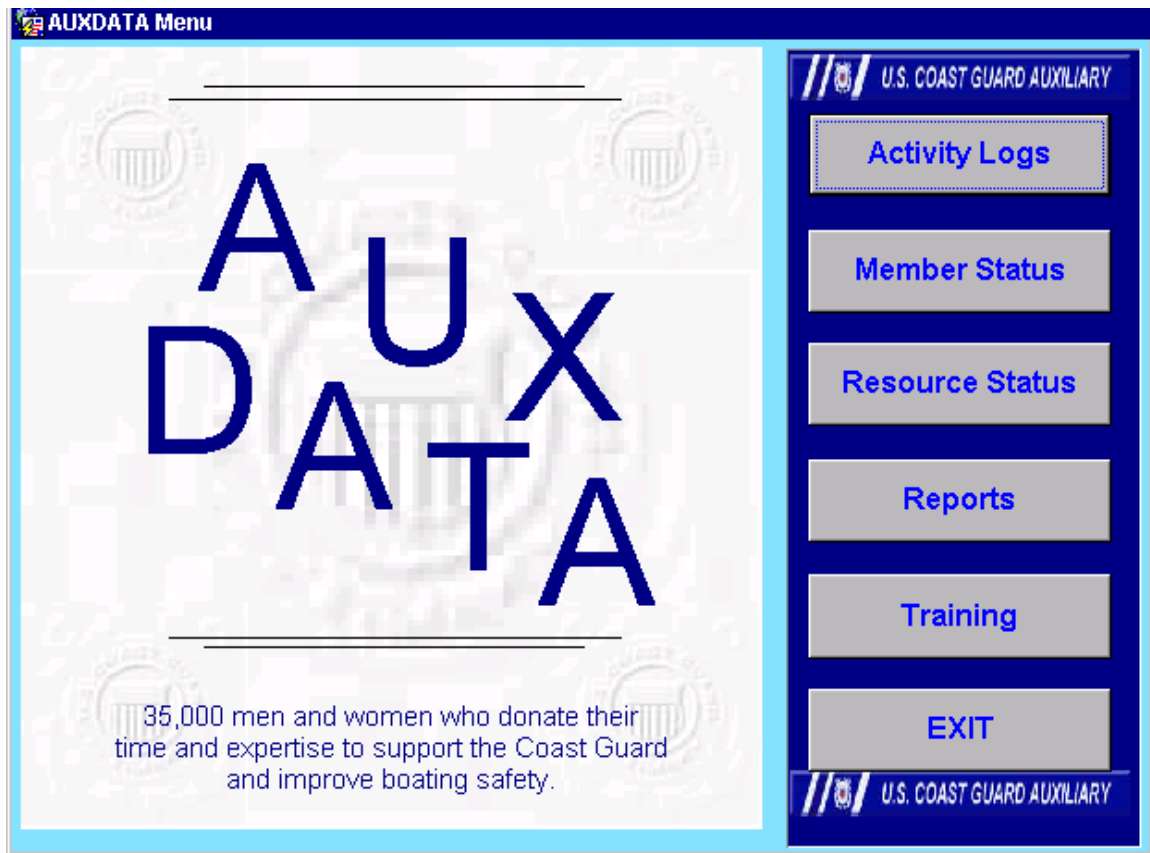 AUXDATA Menu
AUX
DATA
35,000 men and women who donate their
time and expertise to support the Coast Guard
and improve boating safety.
U.S. COAST GUARD AUXILIARY
Activity Logs
Member Status
Resource Status
Reports
Training
EXIT
U.S. COAST GUARD AUXILIARY